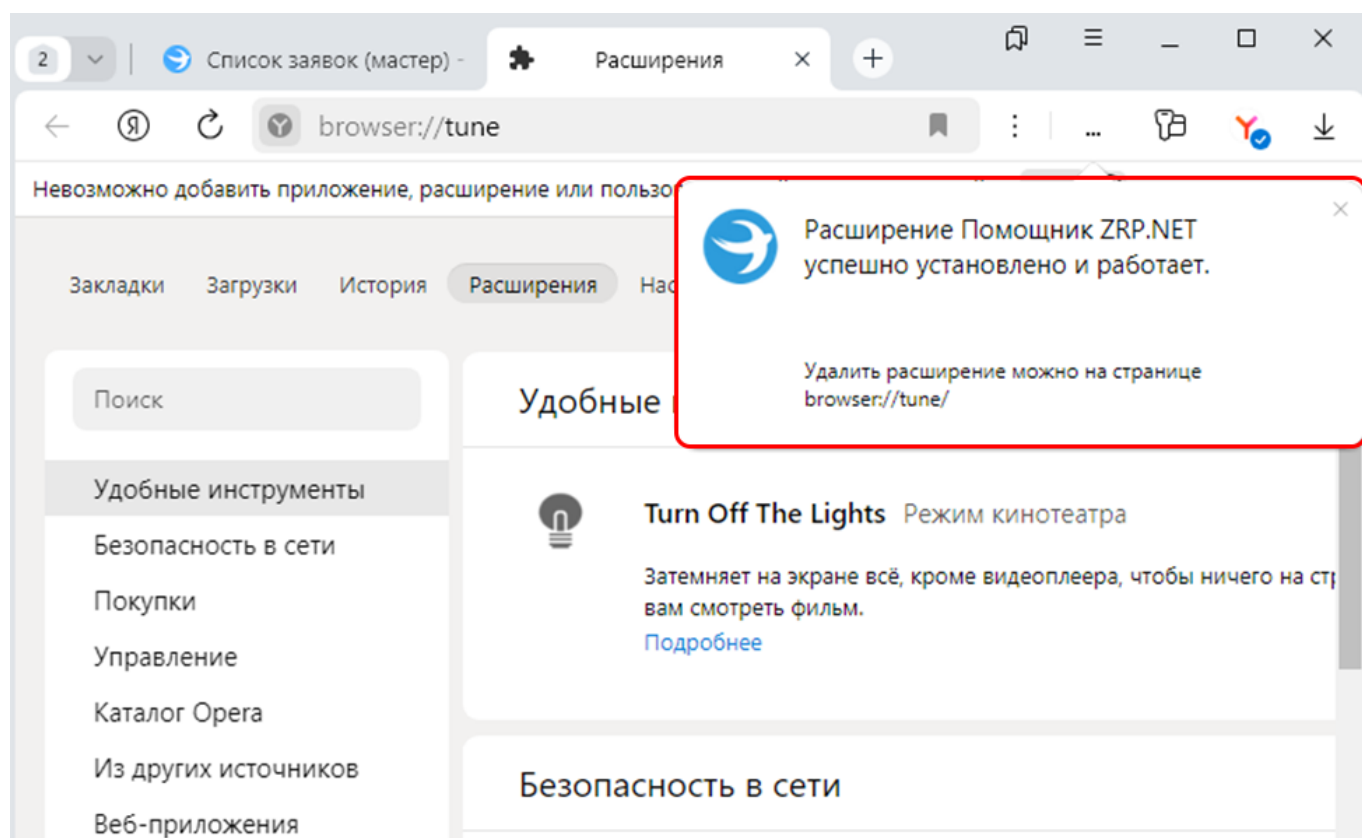 2
Список заявок (мастер) -
Расширения
browser://tune
Невозможно добавить приложение, расширение или
Расширение Помощник ZRP.NET
успешно установлено и работает.
Удалить расширение можно на странице
browser://tune/
Закладки Загрузки История Расширения
Поиск
Удобные инструменты
Безопасность в сети
Покупки
Управление
Каталог Opera
Из других источников
Веб-приложения
Удобные
Turn Off The Lights Режим кинотеатра
Затемняет на экране всё, кроме видеоплеера, чтобы ничего на
вам смотреть фильм.
Подробнее
Безопасность в сети